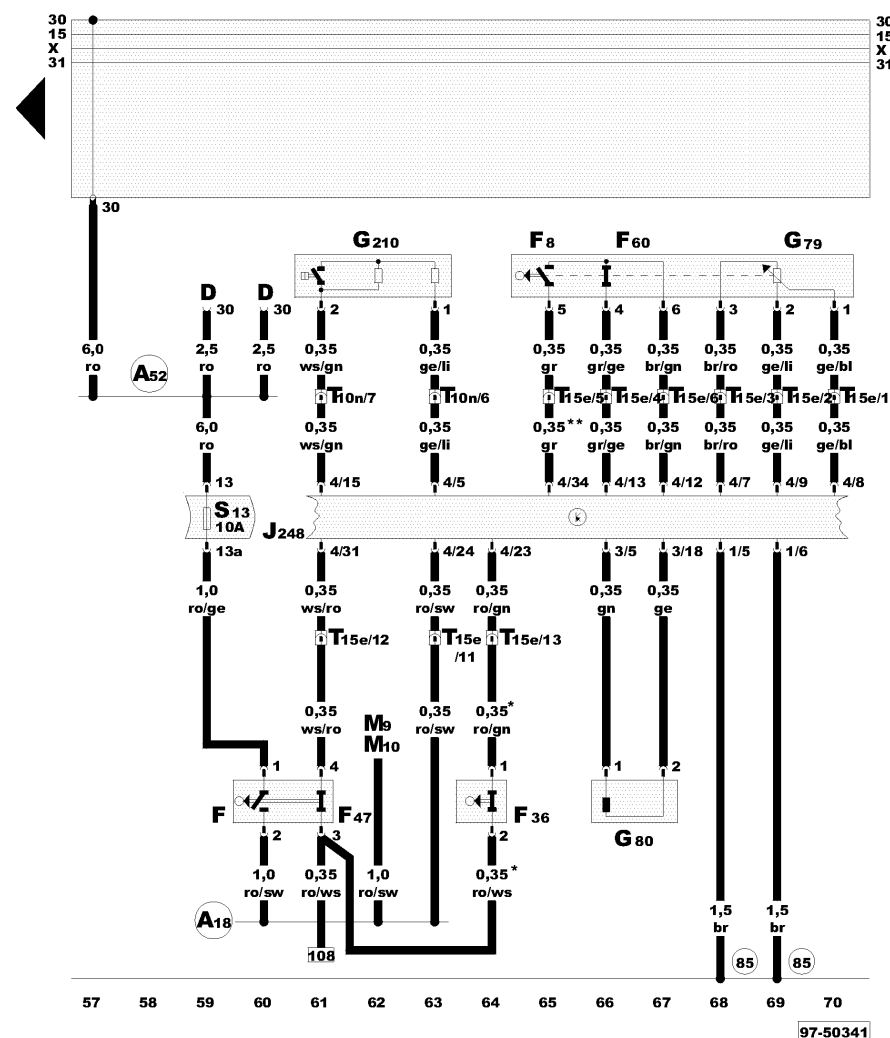 30 30
15 15
X X
31 31
30
G210 F8 F60 G79
D 30 D 30 2 1 5 4 6 3 2 1
6,0 2,5 2,5 0,35 0,35 0,35 0,35 0,35 0,35 0,35 0,35
ro ro ro ws/gn ge/li gr gr/ge br/gn br/ro ge/li ge/bl
A52
T10n/7 T10n/6 T15e/5 T15e/4 T15e/6 T15e/3 T15e/2 T15e/1
6,0 0,35 0,35 0,35** 0,35 0,35 0,35 0,35 0,35
ro ws/gn ge/li gr gr/ge br/gn br/ro ge/li ge/bl
13 4/15 4/5 4/34 4/13 4/12 4/7 4/9 4/8
S13
10A
J248
13a 4/31 4/24 4/23 3/5 3/18 1/5 1/6
1,0 0,35 0,35 0,35 0,35 0,35
ro/ge ws/ro ro/sw ro/gn gn ge
T15e/12 T15e/11 T15e/13
0,35 0,35 0,35*
ws/ro ro/sw ro/gn
M9
M10
1 4 1 1 2
F F47 F36
2 3 2
G80
1,0 0,35 1,0 0,35*
ro/sw ro/ws ro/sw ro/ws
1,5 1,5
br br
A18
108
85 85
57 58 59 60 61 62 63 64 65 66 67 68 69 70
97-50341